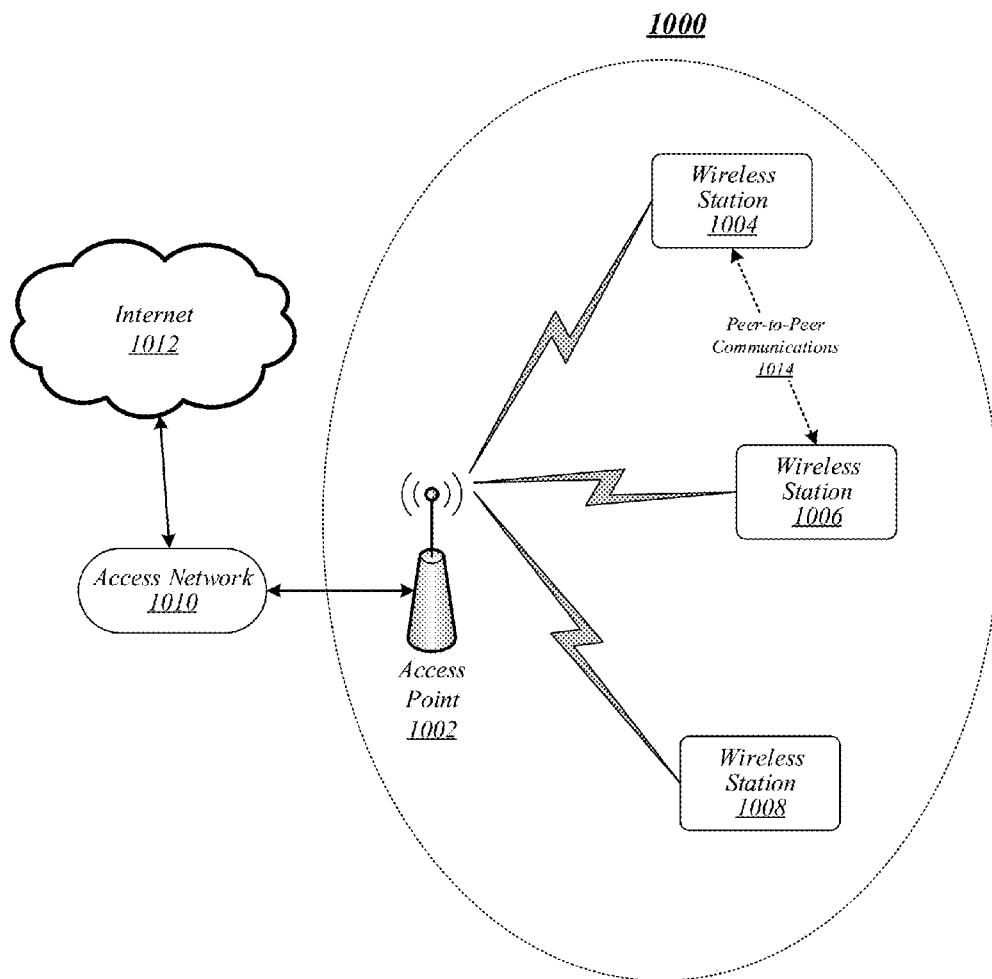 1000
Wireless
Station
1004
Internet
1012
Peer-to-Peer
Communications
1014
Wireless
Station
1006
Access Network
1010
Access
Point
1002
Wireless
Station
1008